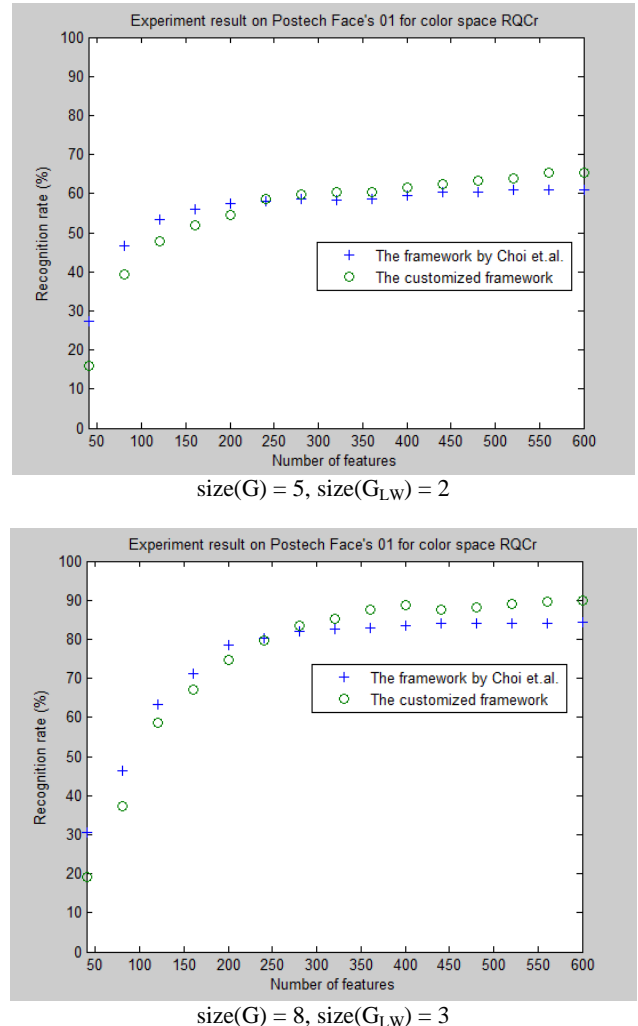 Experiment result on Postech Face's 01 for color space RQCr
100
90
80
70
60
50
40
30
20
10
0
Recognition rate (%)
The framework by Choi et.al.
The customized framework
50 100 150 200 250 300 350 400 450 500 550 600
Number of features
size(G) = 5, size(G_LW) = 2
Experiment result on Postech Face's 01 for color space RQCr
100
90
80
70
60
50
40
30
20
10
0
Recognition rate (%)
The framework by Choi et.al.
The customized framework
50 100 150 200 250 300 350 400 450 500 550 600
Number of features
size(G) = 8, size(G_LW) = 3